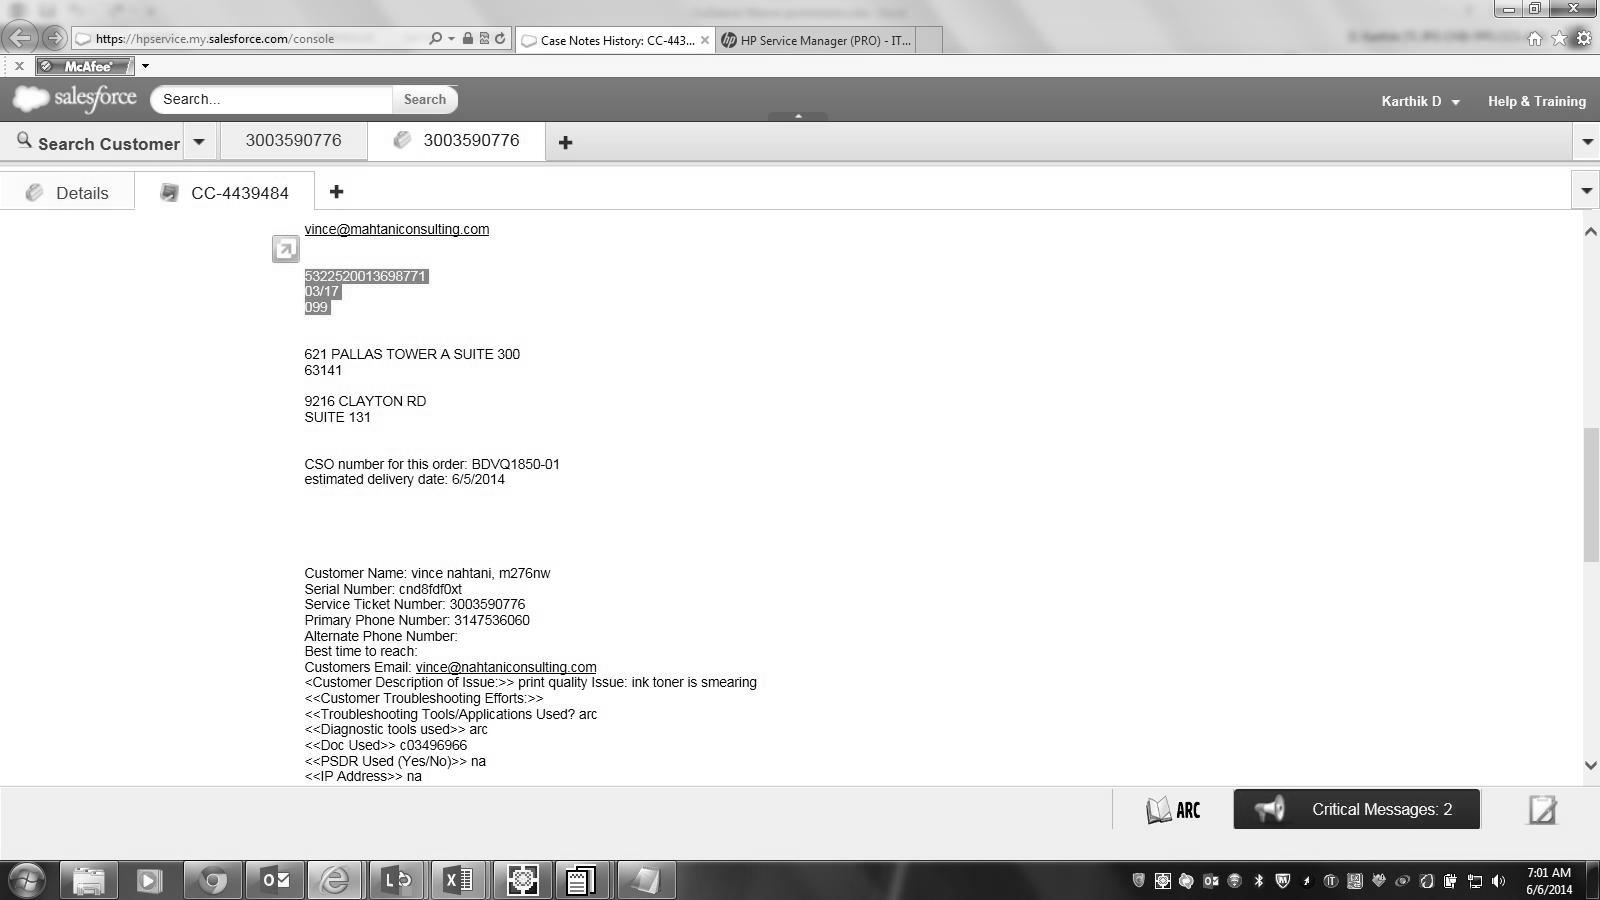 https://hpservice.my.salesforce.com/console
Case Notes History: CC-443...
HP Service Manager (PRO) - IT...
McAfee
salesforce
Search...
Search
Karthik D
Help & Training
Search Customer
3003590776
3003590776
Details
CC-4439484
vince@mahtaniconsulting.com
5322520013698771
03/17
099
621 PALLAS TOWER A SUITE 300
63141
9216 CLAYTON RD
SUITE 131
CSO number for this order: BDVQ1850-01
estimated delivery date: 6/5/2014
Customer Name: vince nahtani, m276nw
Serial Number: cnd8fdf0xt
Service Ticket Number: 3003590776
Primary Phone Number: 3147536060
Alternate Phone Number:
Best time to reach:
Customers Email: vince@nahtaniconsulting.com
<Customer Description of Issue:>> print quality Issue: ink toner is smearing
<<Customer Troubleshooting Efforts:>>
<<Troubleshooting Tools/Applications Used? arc
<<Diagnostic tools used>> arc
<<Doc Used>> c03496966
<<PSDR Used (Yes/No)>> na
<<IP Address>> na
ARC
Critical Messages: 2
7:01 AM
6/6/2014